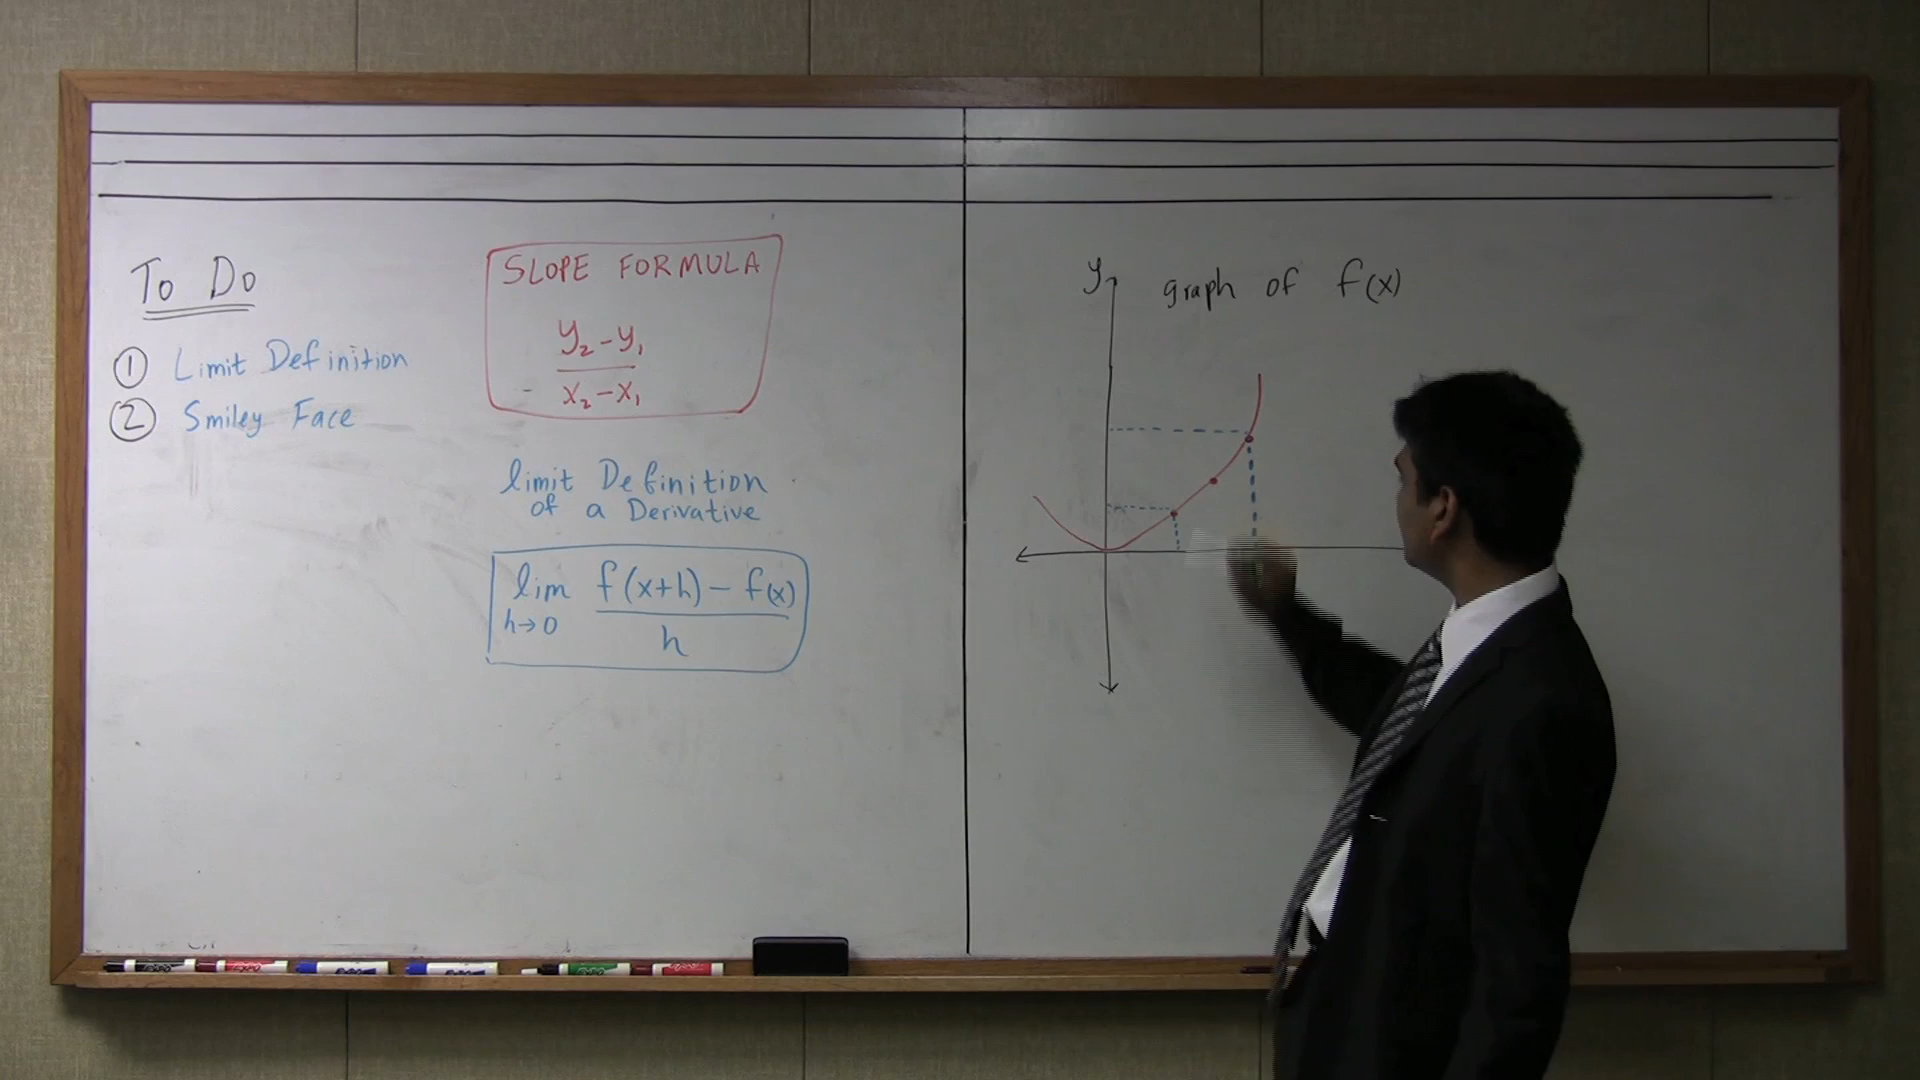 To Do
① Limit Definition
② Smiley Face
SLOPE FORMULA
y₂-y₁
x₂-x₁
limit Definition
of a Derivative
lim f(x+h) - f(x)
h→0 h
y
graph of f(x)
EXPO